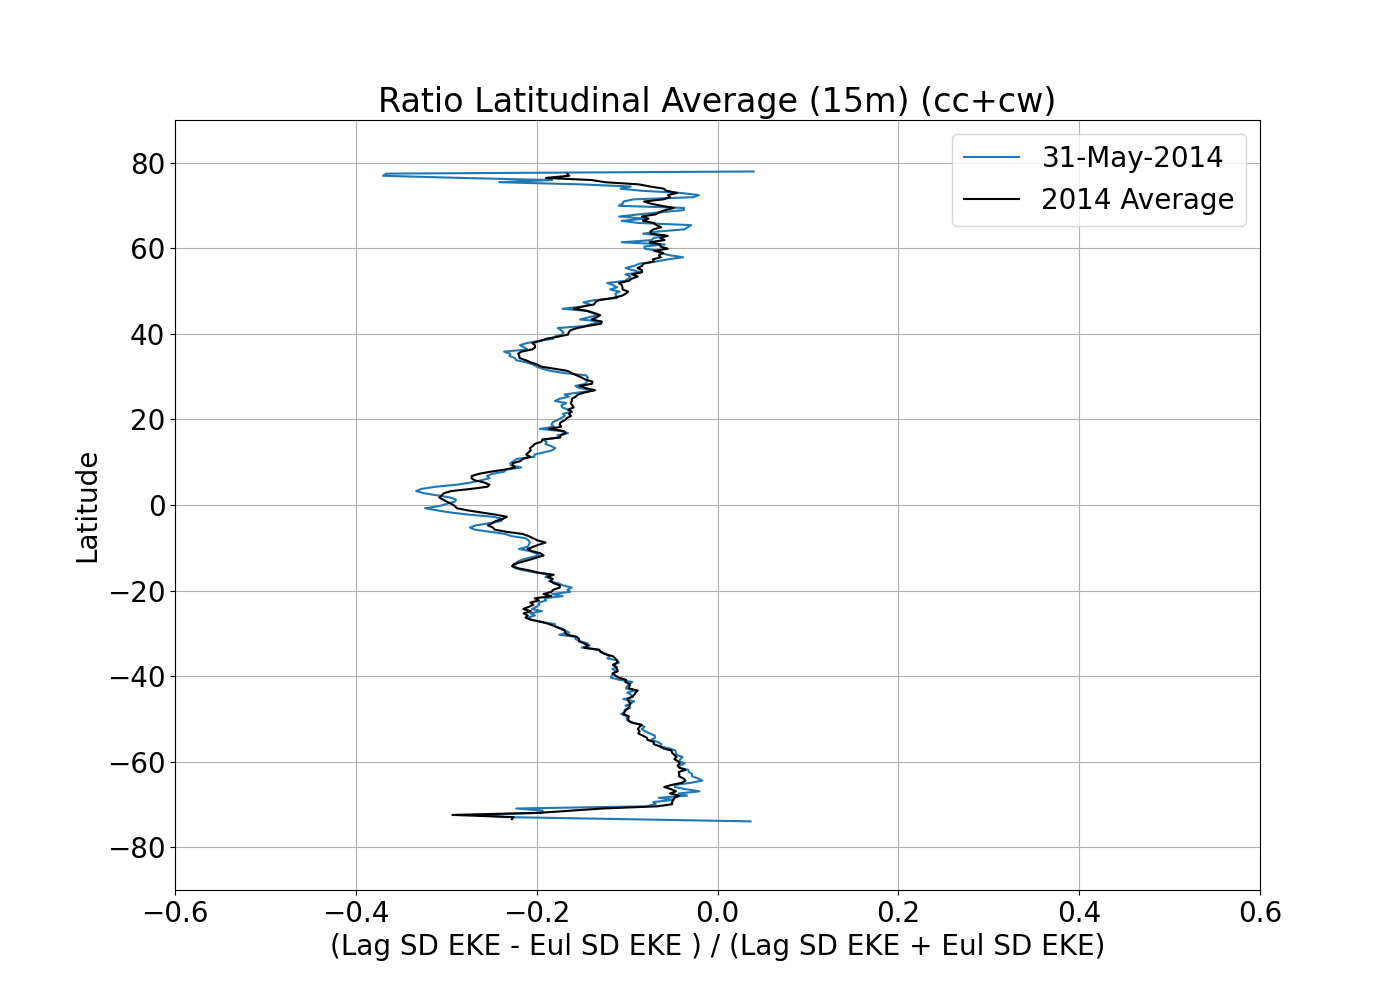 Ratio Latitudinal Average (15m) (cc+cw)
31-May-2014
2014 Average
80
60
40
20
0
−20
−40
−60
−80
Latitude
−0.6 −0.4 −0.2 0.0 0.2 0.4 0.6
(Lag SD EKE - Eul SD EKE ) / (Lag SD EKE + Eul SD EKE)